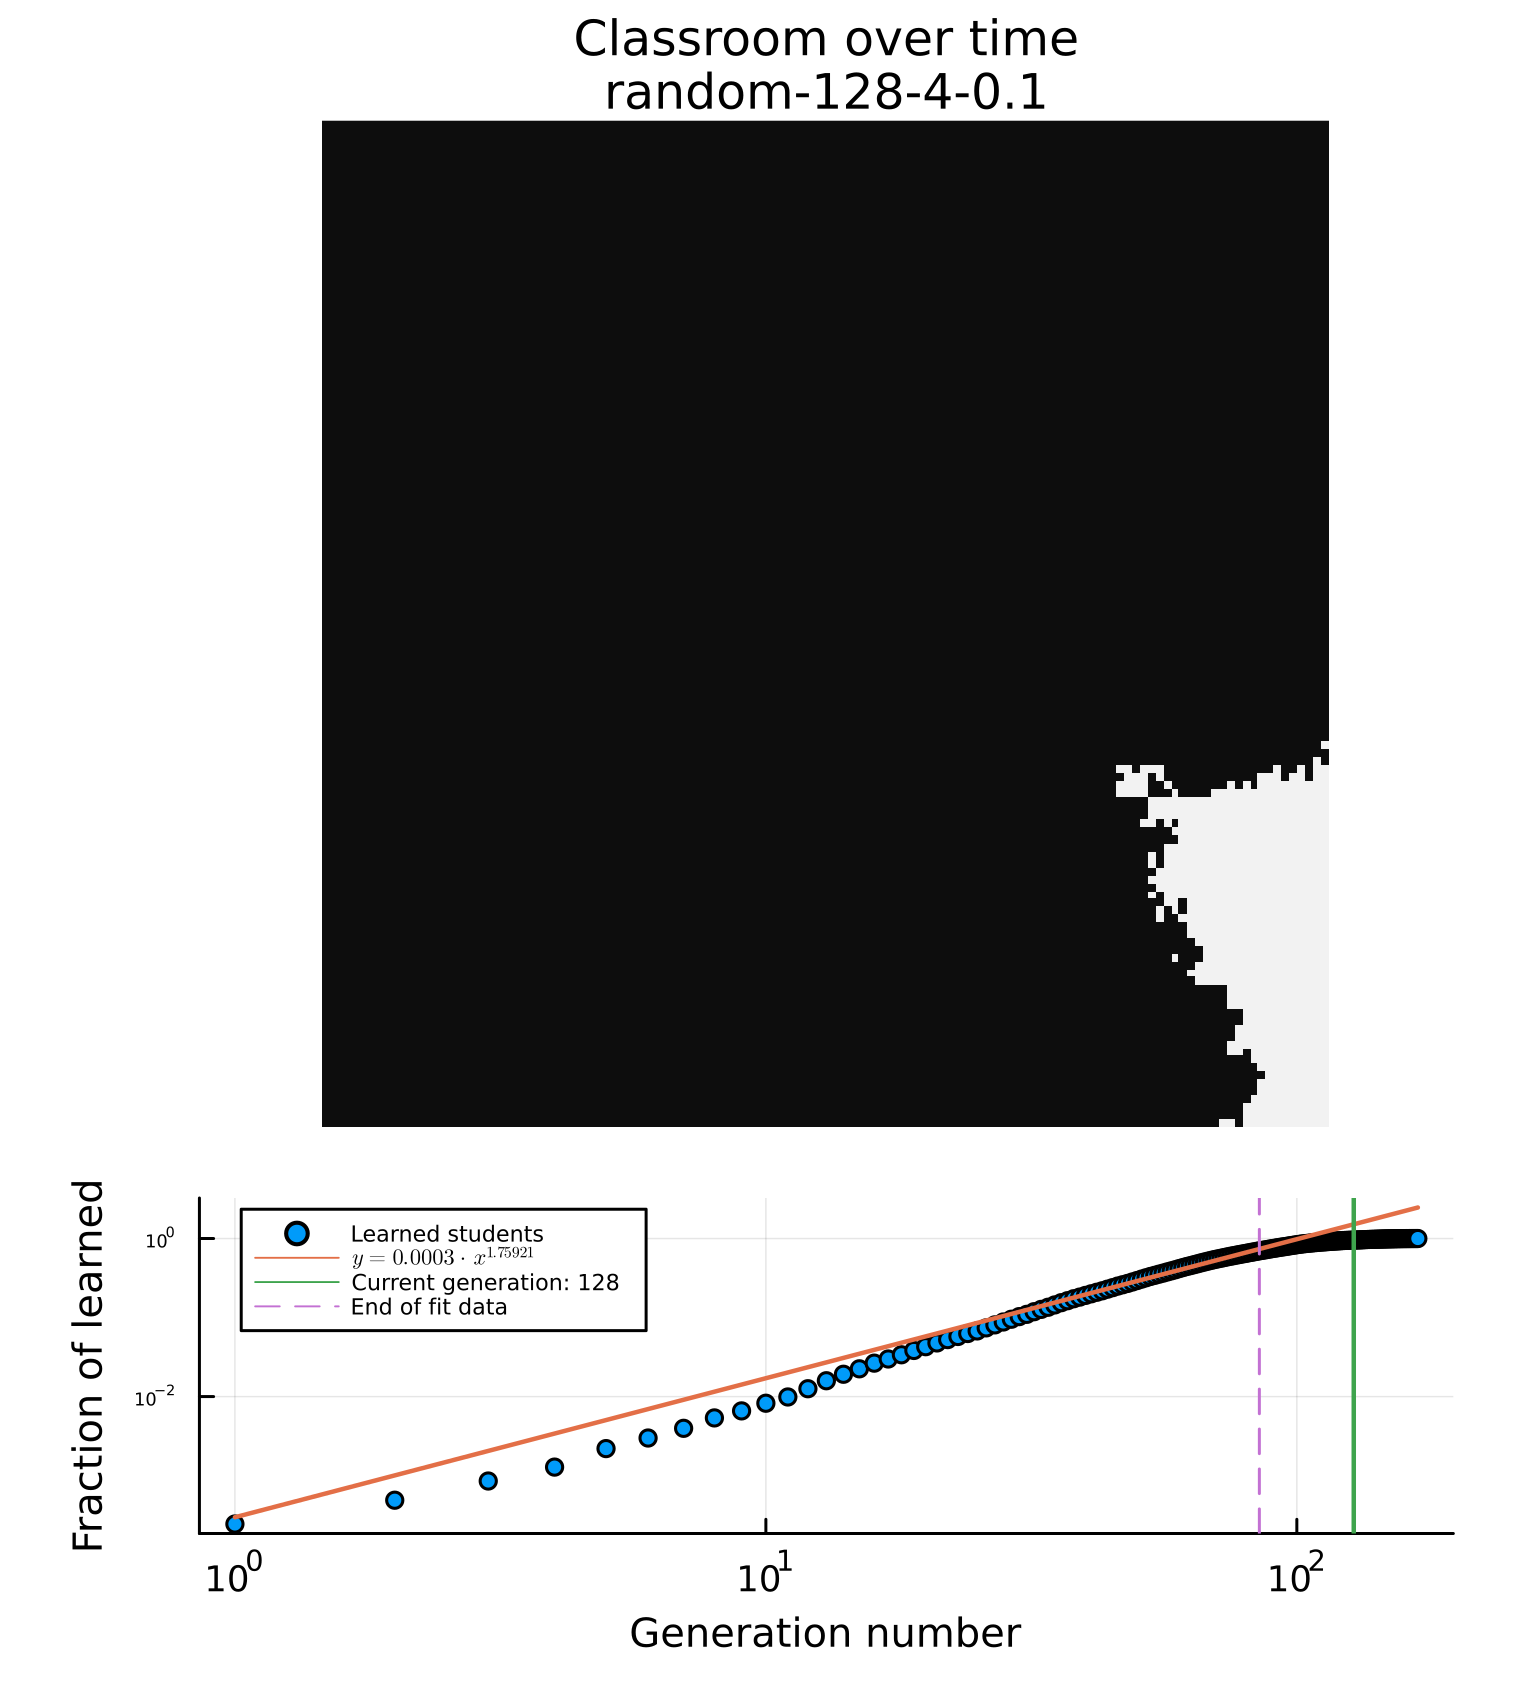 Classroom over time
random-128-4-0.1
Fraction of learned
10⁰
10⁻²
Learned students
y = 0.0003 · x¹·⁷⁵⁹²¹
Current generation: 128
End of fit data
10⁰ 10¹ 10²
Generation number